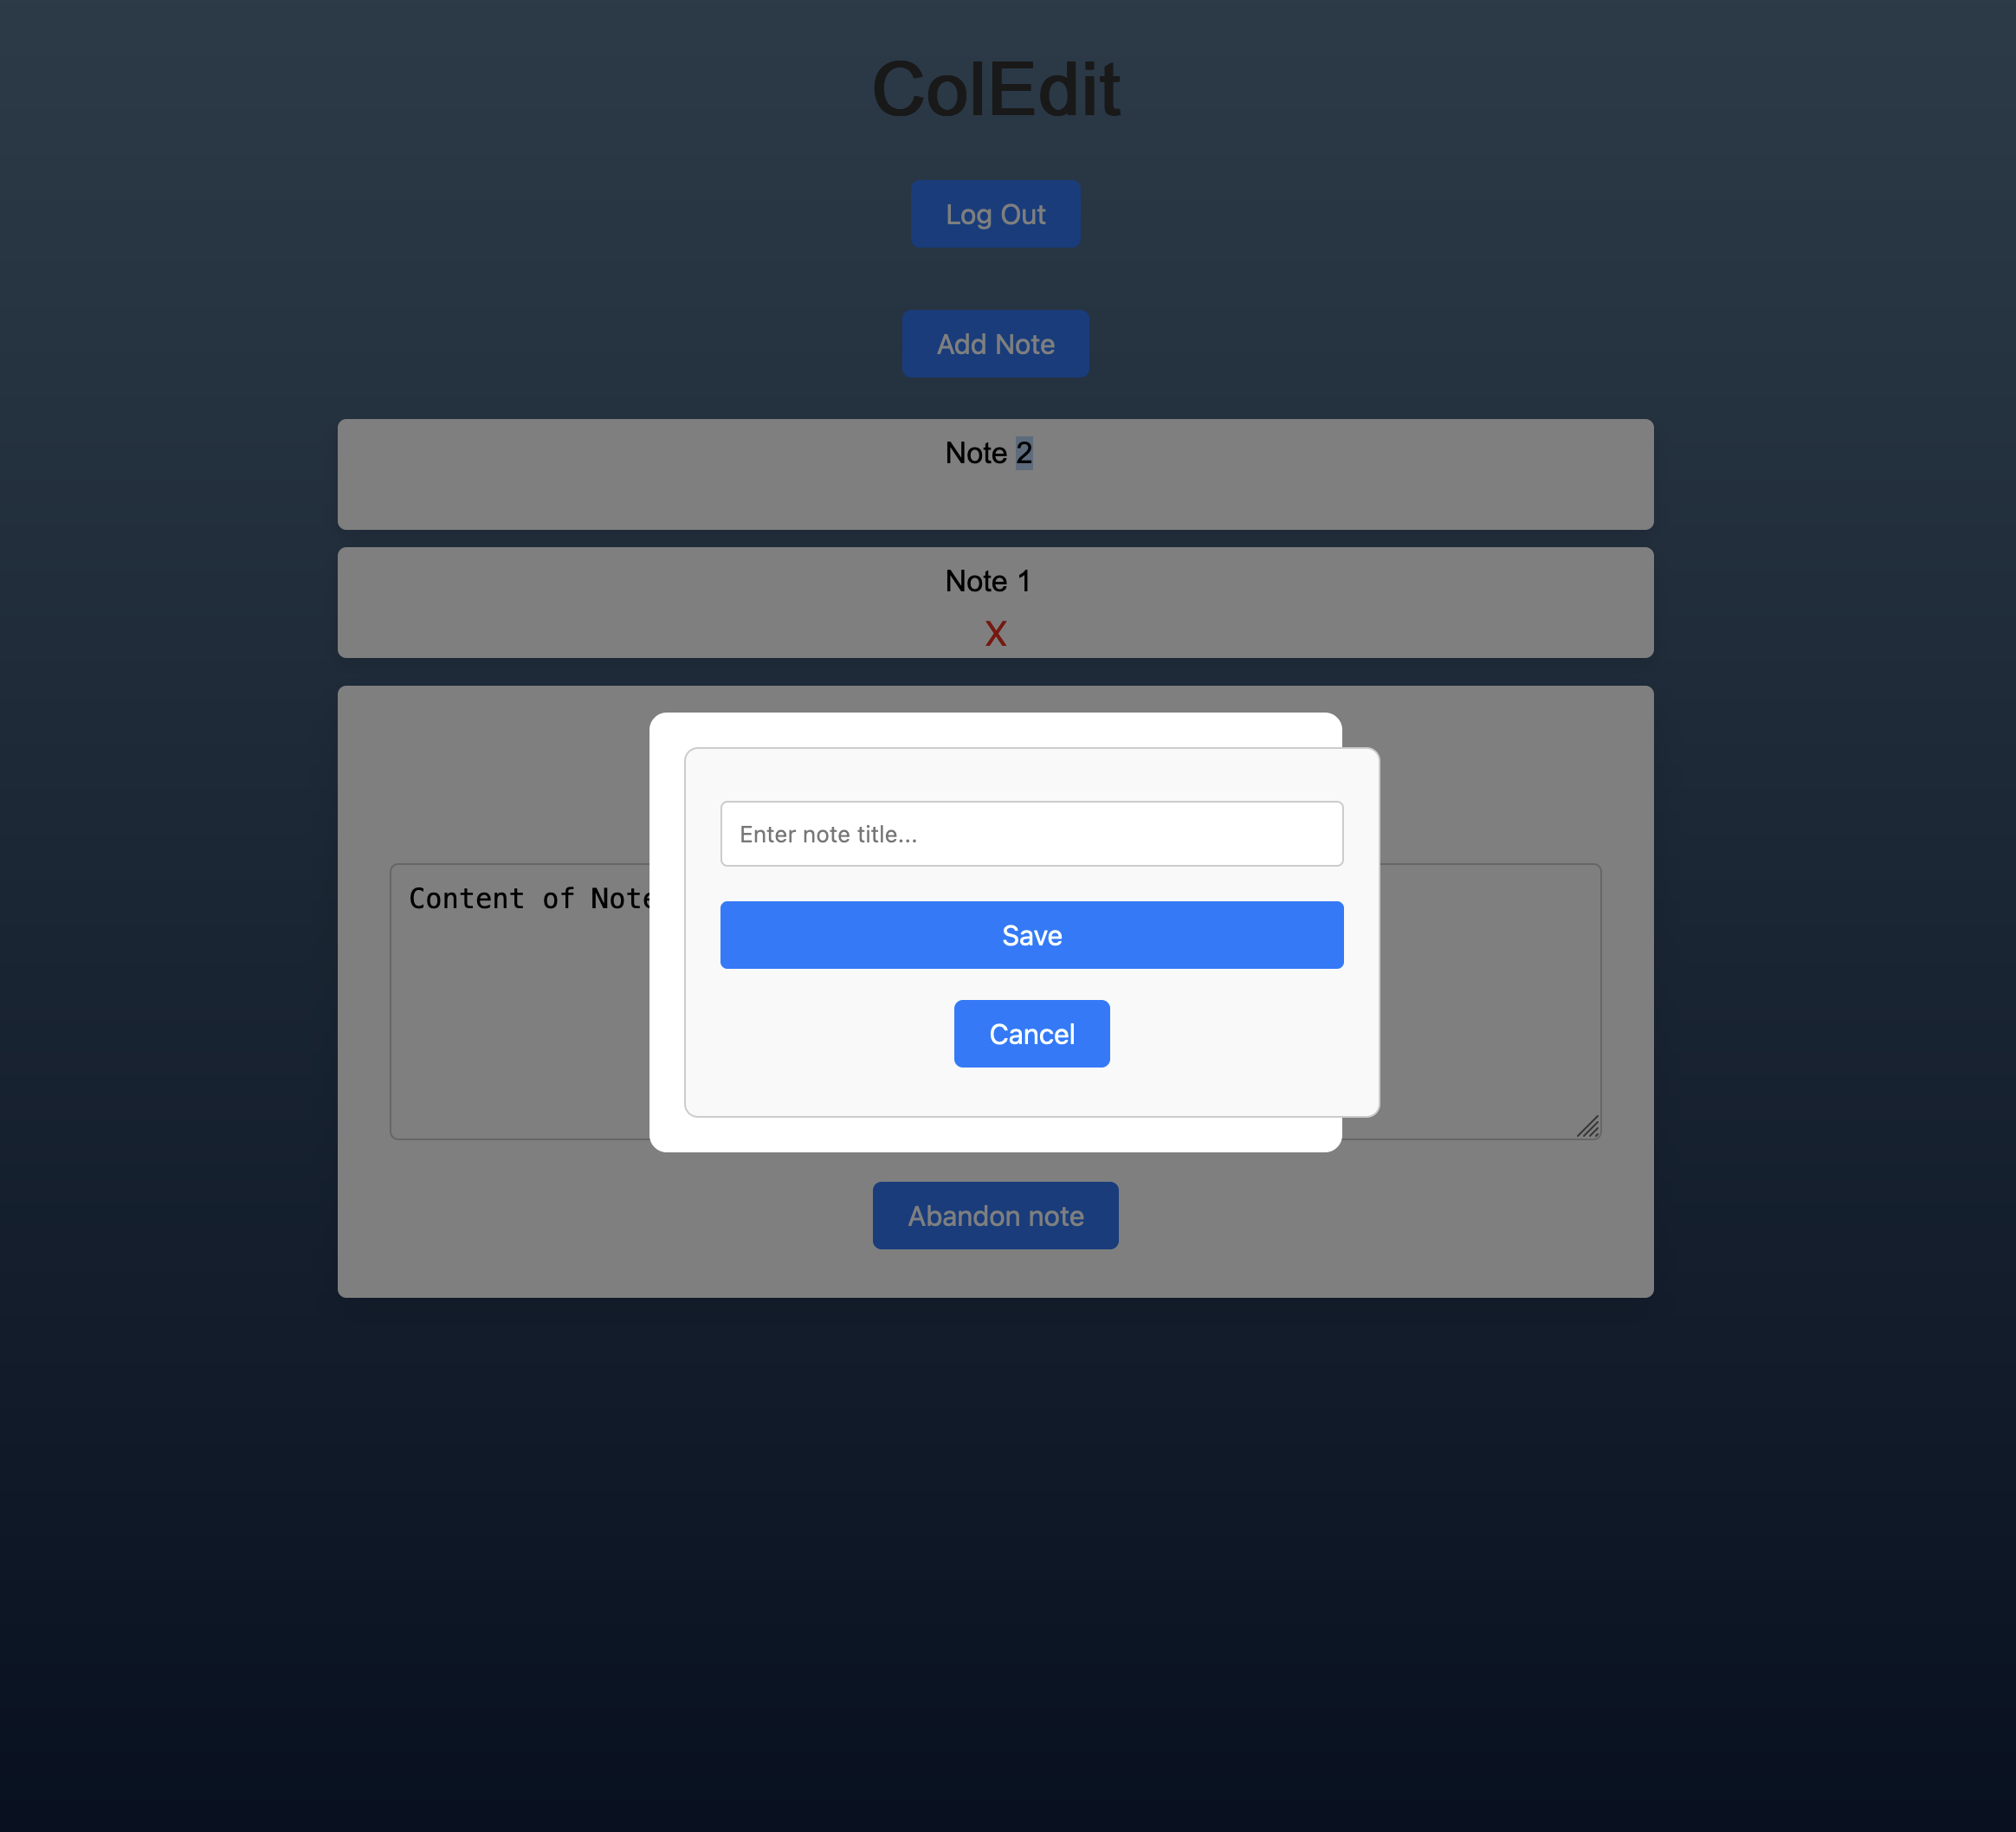 ColEdit
Log Out
Add Note
Note 2
Note 1
X
Enter note title...
Content of Note
Save
Cancel
Abandon note